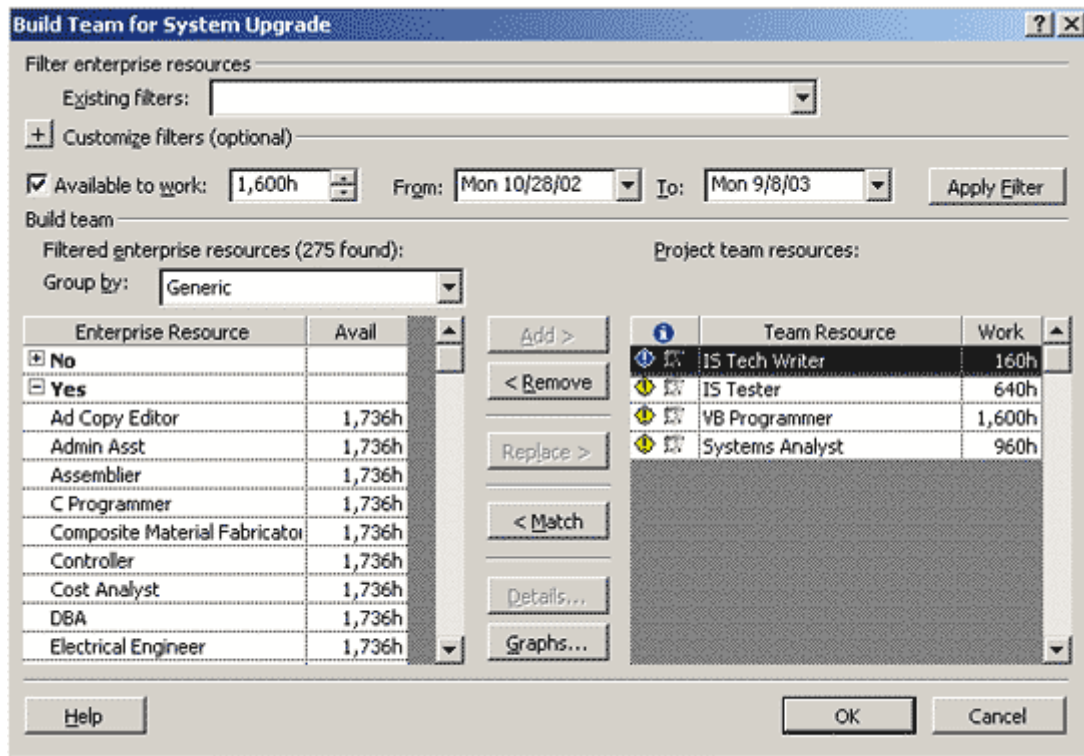 Build Team for System Upgrade
Filter enterprise resources
Existing filters:
Customize filters (optional)
Available to work: 1,600h From: Mon 10/28/02 To: Mon 9/8/03 Apply Filter
Build team
Filtered enterprise resources (275 found): Project team resources:
Group by: Generic
Enterprise Resource Avail
No
Yes
Ad Copy Editor 1,736h
Admin Asst 1,736h
Assemblier 1,736h
C Programmer 1,736h
Composite Material Fabricator 1,736h
Controller 1,736h
Cost Analyst 1,736h
DBA 1,736h
Electrical Engineer 1,736h
Add >
< Remove
Replace >
< Match
Details...
Graphs...
Team Resource Work
IS Tech Writer 160h
IS Tester 640h
VB Programmer 1,600h
Systems Analyst 960h
Help OK Cancel